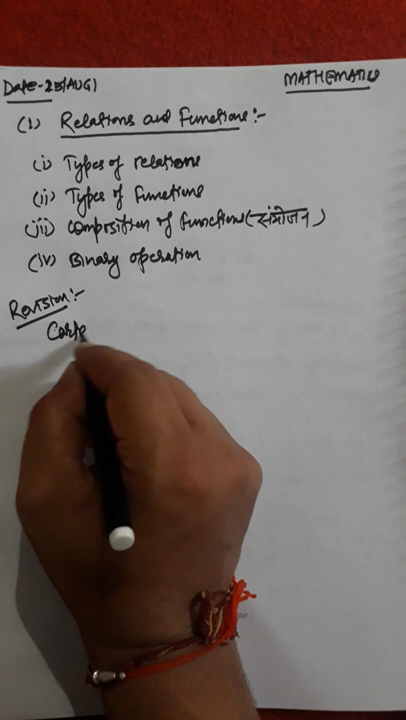 Date-25/AUG/ MATHEMATICS
(1) Relations and Functions:-
(i) Types of relations
(ii) Types of Functions
(iii) Composition of functions (संयोजन)
(iv) Binary operation
Revision:-
Carte